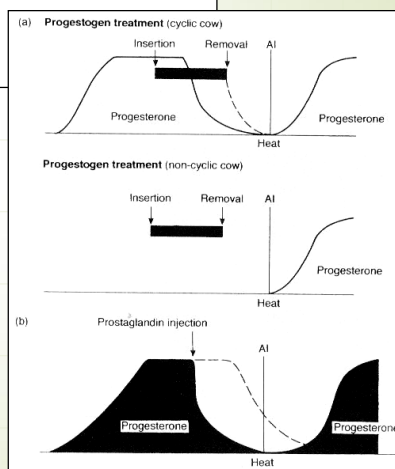 (a) Progestogen treatment (cyclic cow)
Insertion Removal AI
Progesterone Progesterone
Heat
Progestogen treatment (non-cyclic cow)
Insertion Removal AI
Progesterone
Heat
(b)
Prostaglandin injection
AI
Progesterone Progesterone
Heat